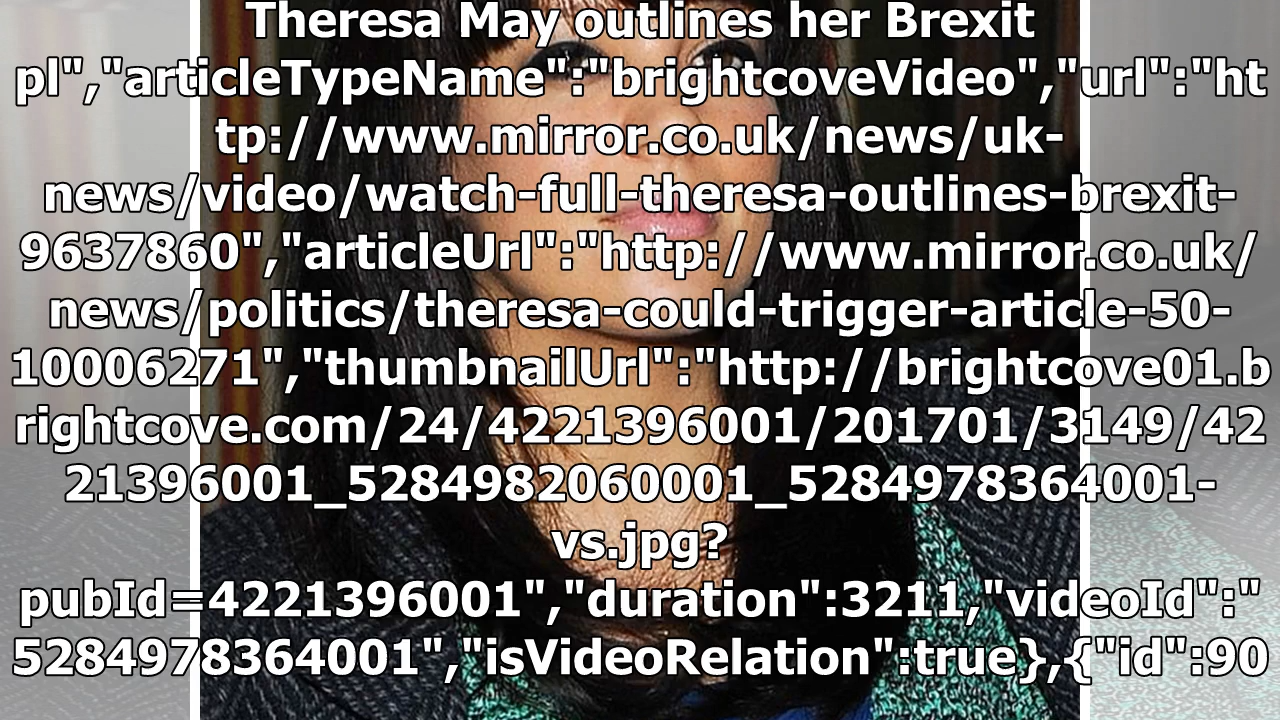 Theresa May outlines her Brexit
pl","articleTypeName":"brightcoveVideo","url":"ht
tp://www.mirror.co.uk/news/uk-
news/video/watch-full-theresa-outlines-brexit-
9637860","articleUrl":"http://www.mirror.co.uk/
news/politics/theresa-could-trigger-article-50-
10006271","thumbnailUrl":"http://brightcove01.b
rightcove.com/24/4221396001/201701/3149/42
21396001_5284982060001_5284978364001-
vs.jpg?
pubId=4221396001","duration":3211,"videoId":"
5284978364001","isVideoRelation":true},{"id":90